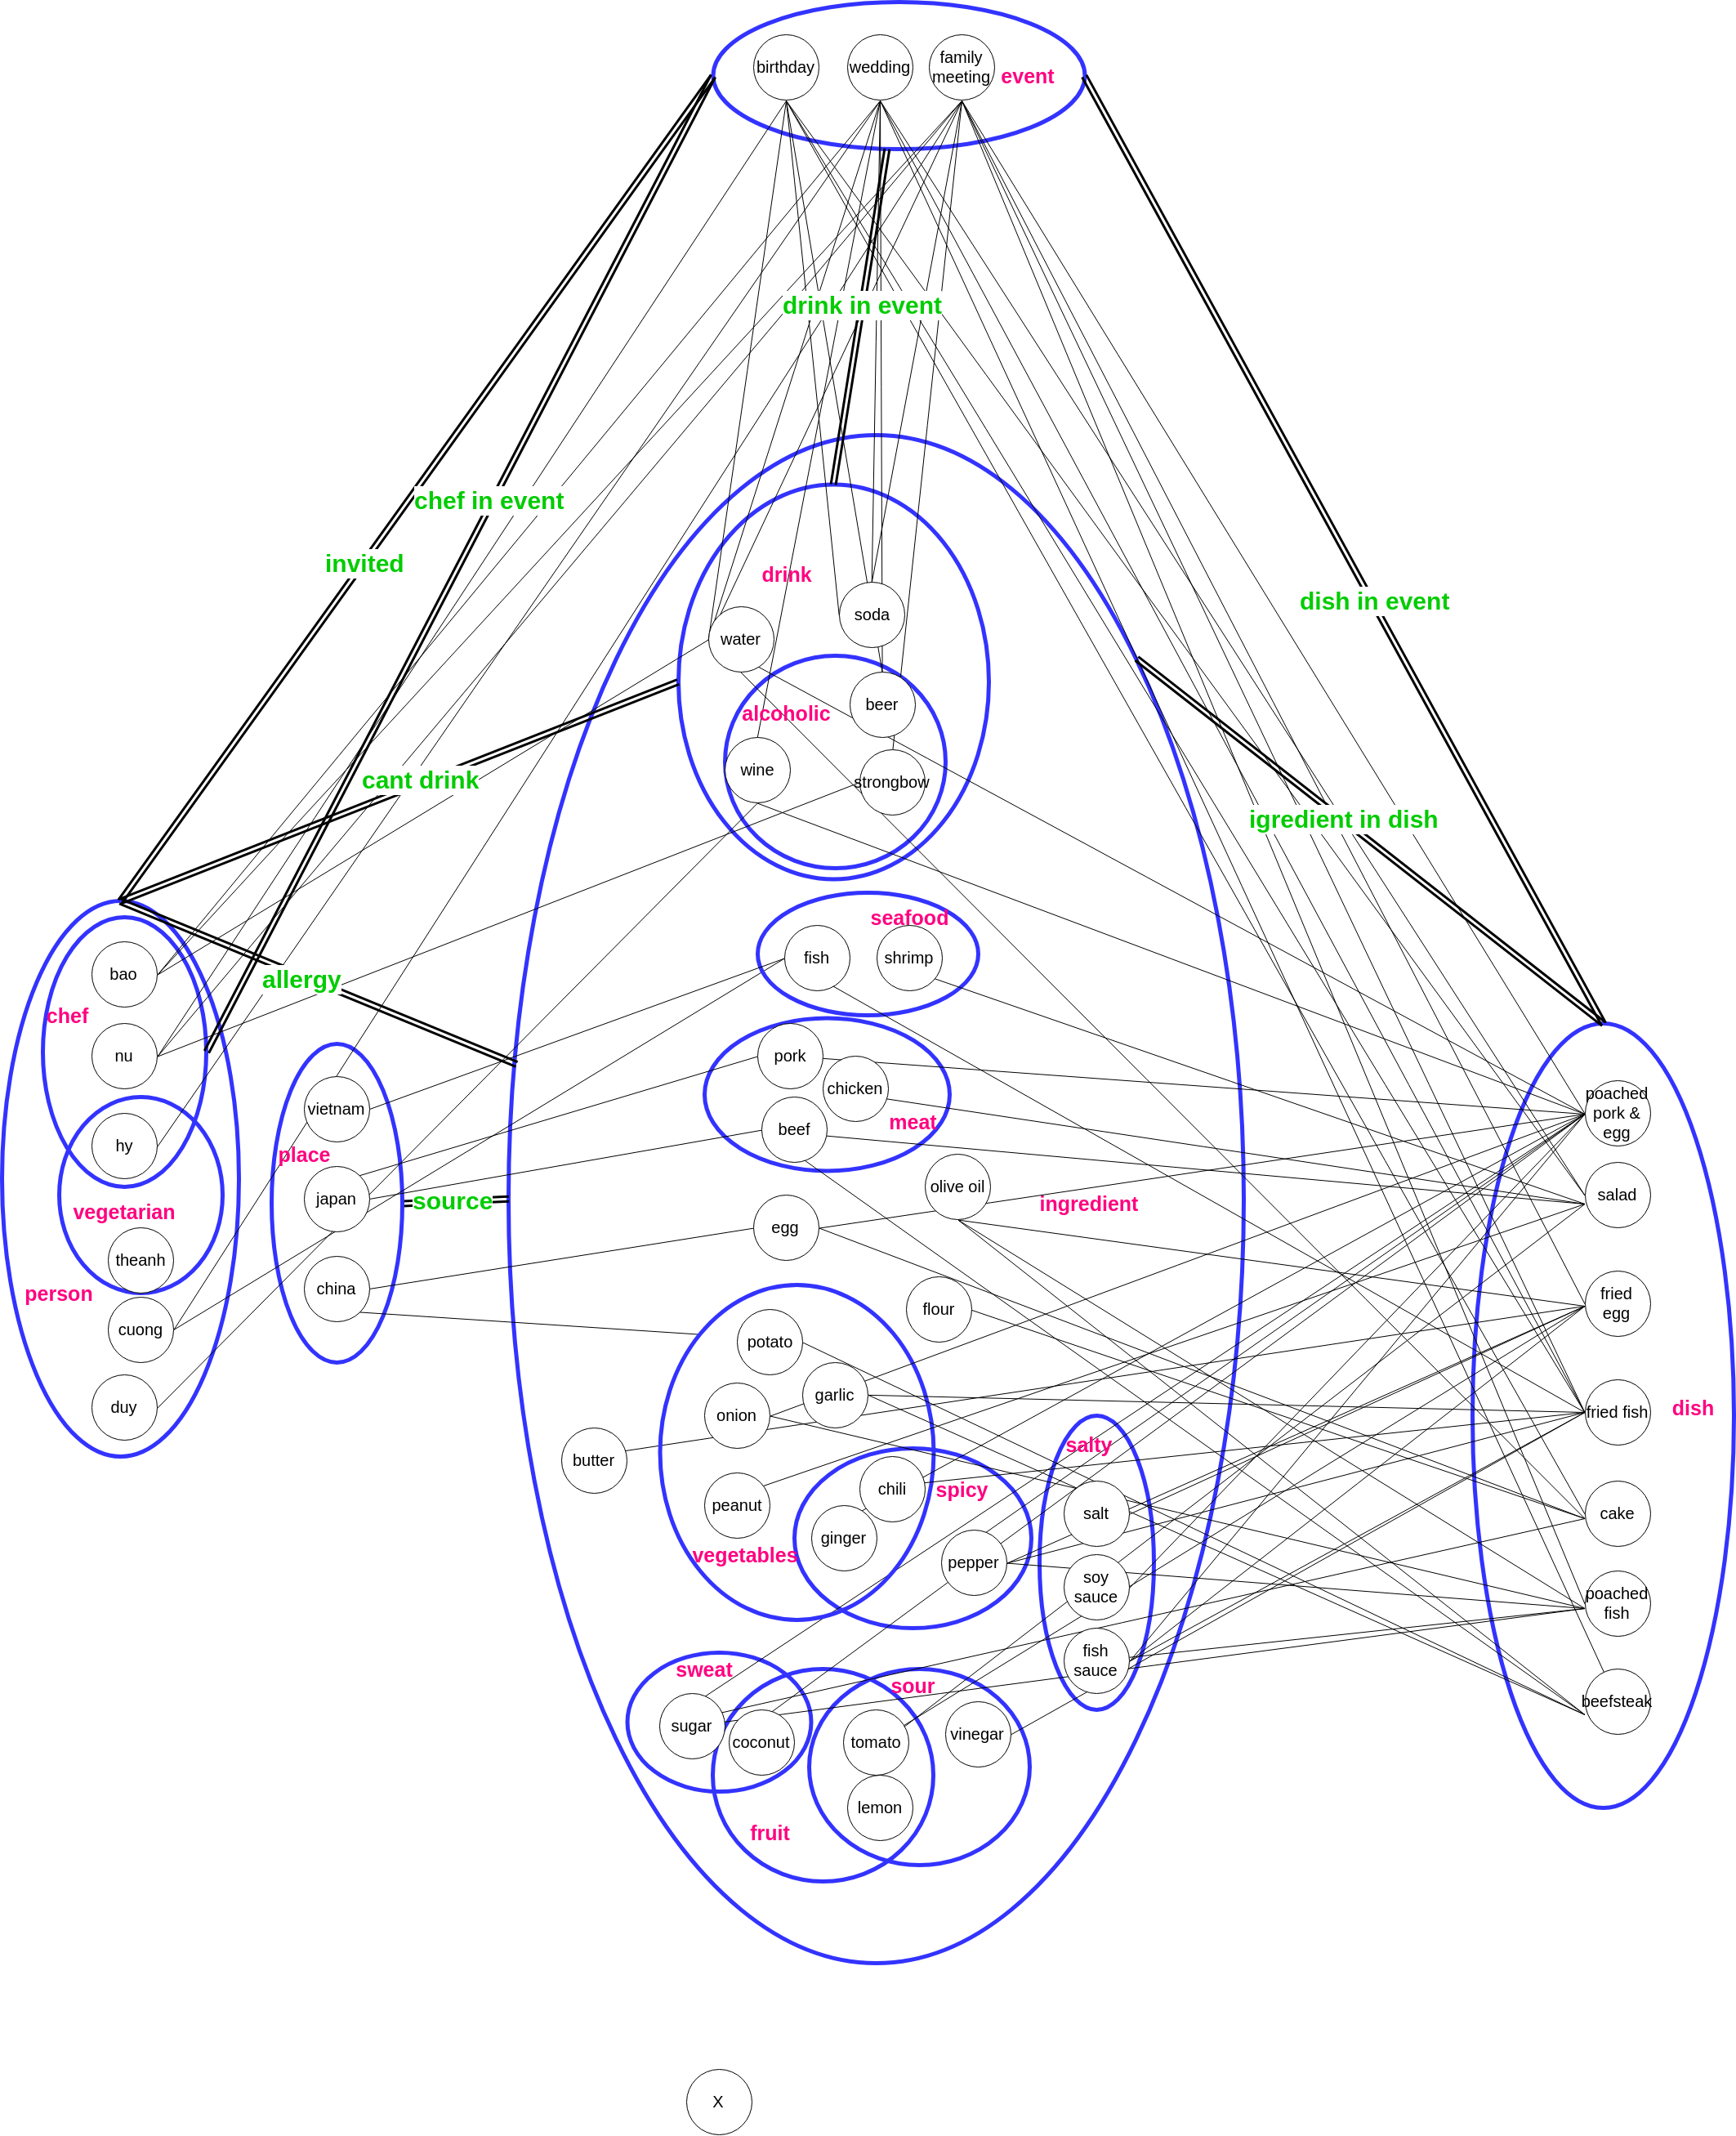 birthday
wedding
family
meeting
event
drink in event
chef in event
invited
drink
dish in event
soda
water
beer
alcoholic
wine
strongbow
cant drink
igredient in dish
seafood
fish
shrimp
bao
allergy
chef
nu
pork
chicken
vietnam
poached
pork &
egg
beef
meat
hy
place
japan
source
olive oil
ingredient
salad
vegetarian
egg
theanh
person
china
flour
fried
egg
cuong
potato
duy
garlic
onion
fried fish
dish
butter
salty
chili
spicy
peanut
salt
cake
ginger
vegetables
pepper
soy
sauce
poached
fish
fish
sauce
sweat
sour
sugar
coconut
tomato
vinegar
beefsteak
lemon
fruit
X